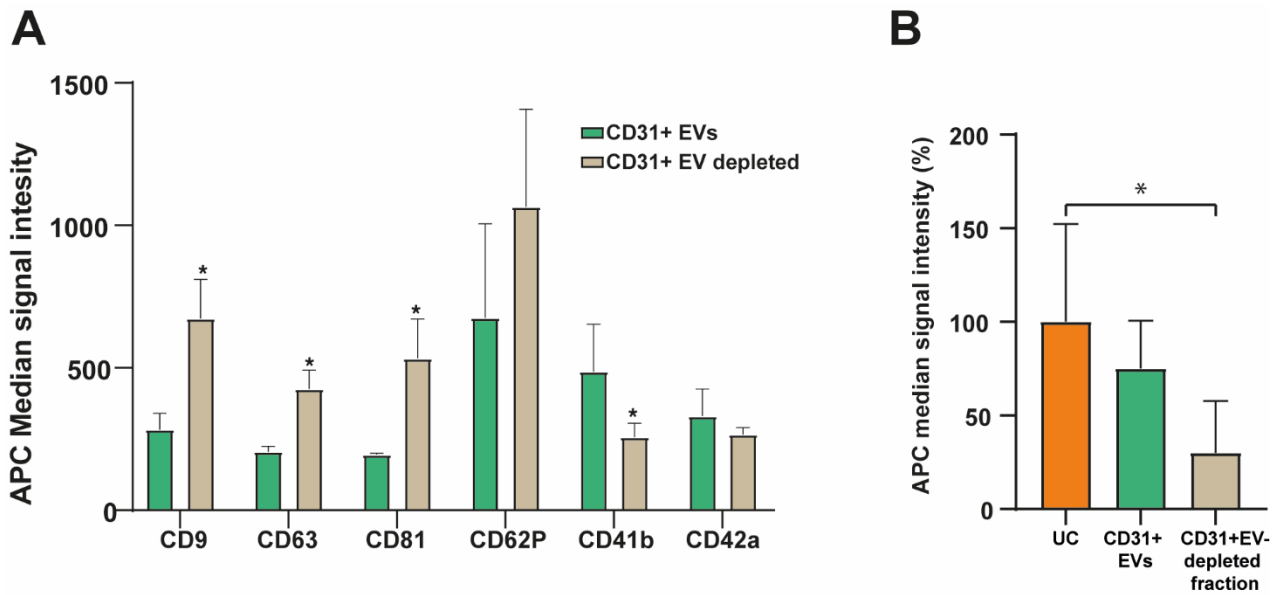 A
APC Median signal intesity
1500
1000
500
0
CD31+ EVs
CD31+ EV depleted
*
*
*
*
CD9
CD63
CD81
CD62P
CD41b
CD42a
B
APC median signal intensity (%)
200
150
100
50
0
*
UC
CD31+
EVs
CD31+EV-
depleted
fraction